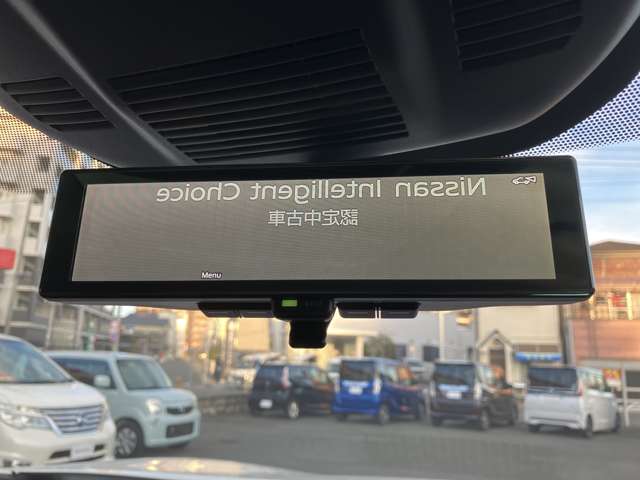 Nissan Intelligent Choice
認定中古車
Menu